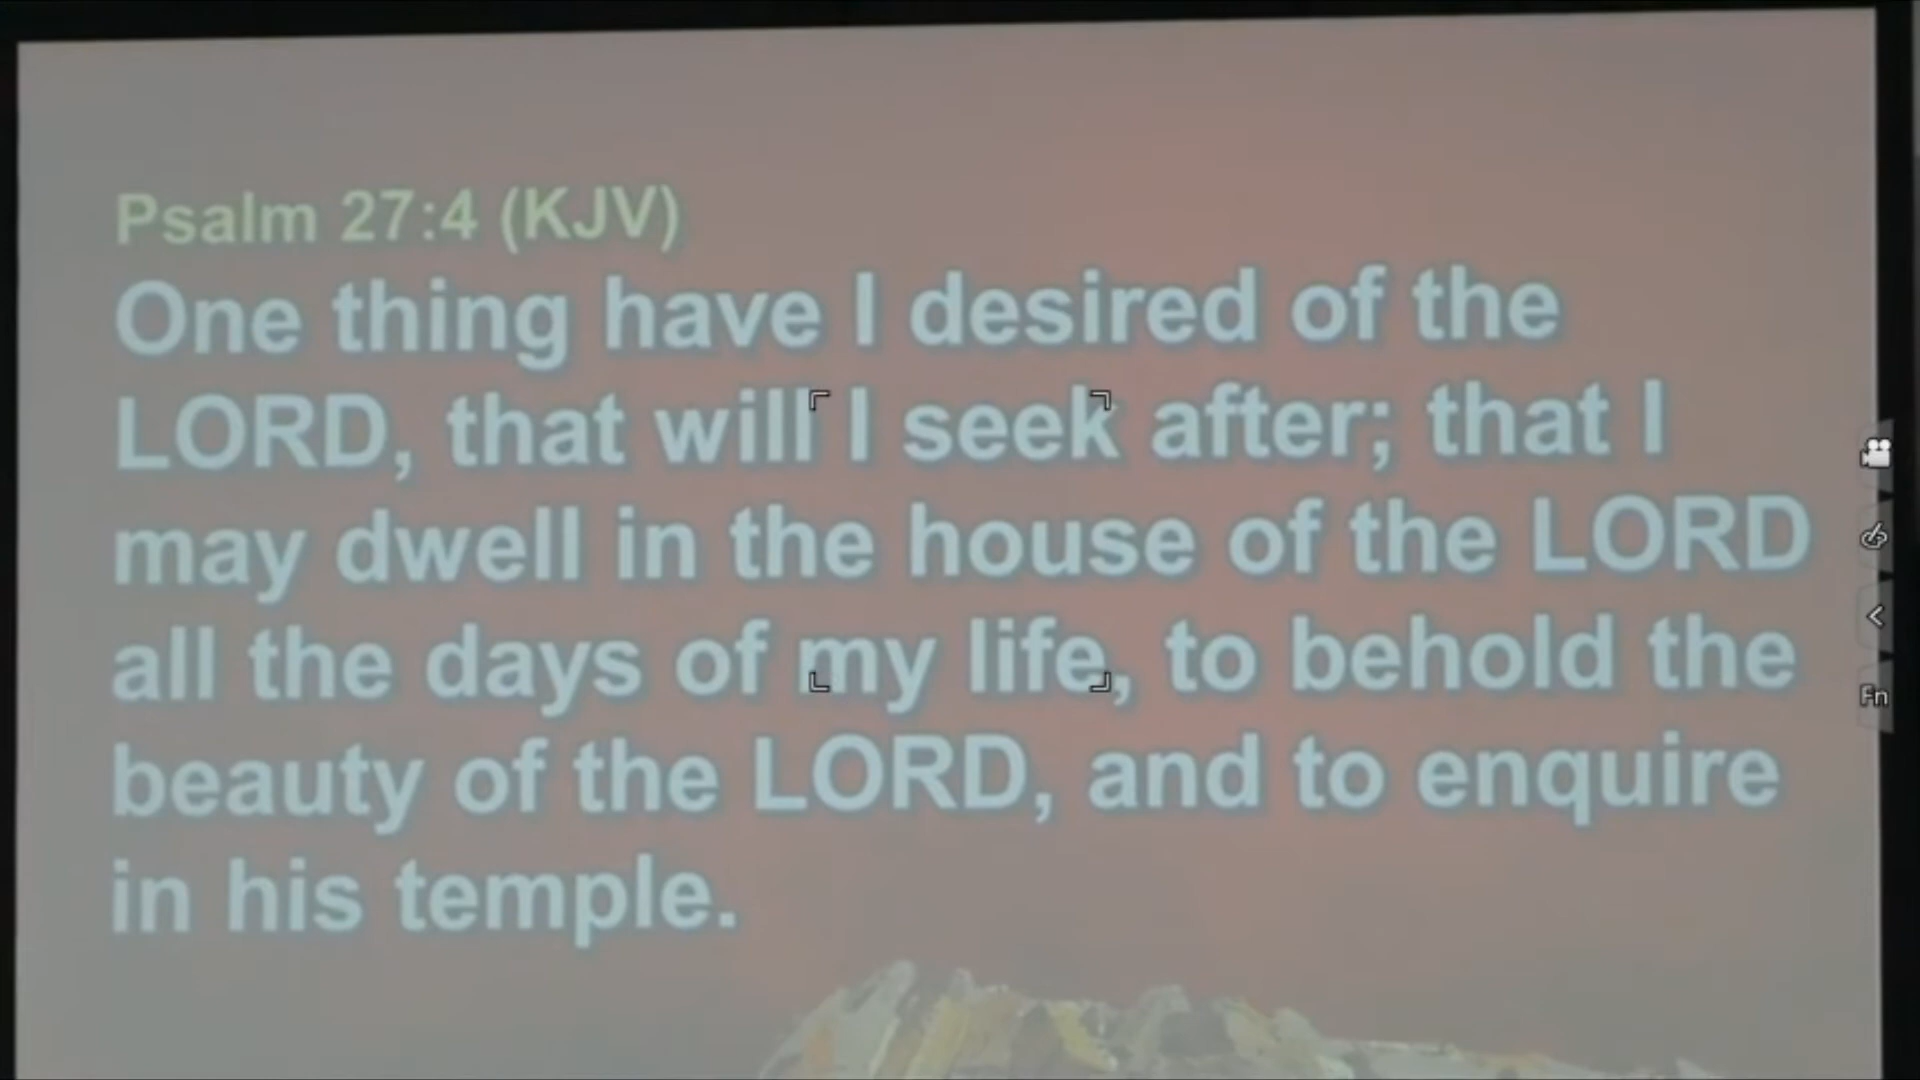 Psalm 27:4 (KJV)
One thing have I desired of the
LORD, that will I seek after; that I
may dwell in the house of the LORD
all the days of my life, to behold the
beauty of the LORD, and to enquire
in his temple.
Fn